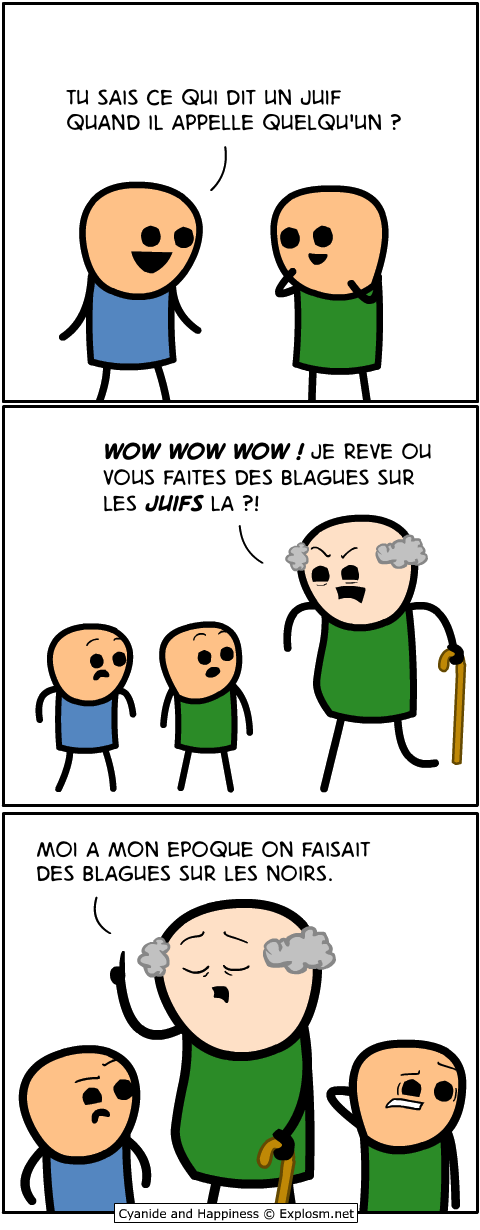 TU SAIS CE QUI DIT UN JUIF
QUAND IL APPELLE QUELQU'UN ?
WOW WOW WOW ! JE REVE OU
VOUS FAITES DES BLAGUES SUR
LES JUIFS LA ?!
MOI A MON EPOQUE ON FAISAIT
DES BLAGUES SUR LES NOIRS.
Cyanide and Happiness © Explosm.net